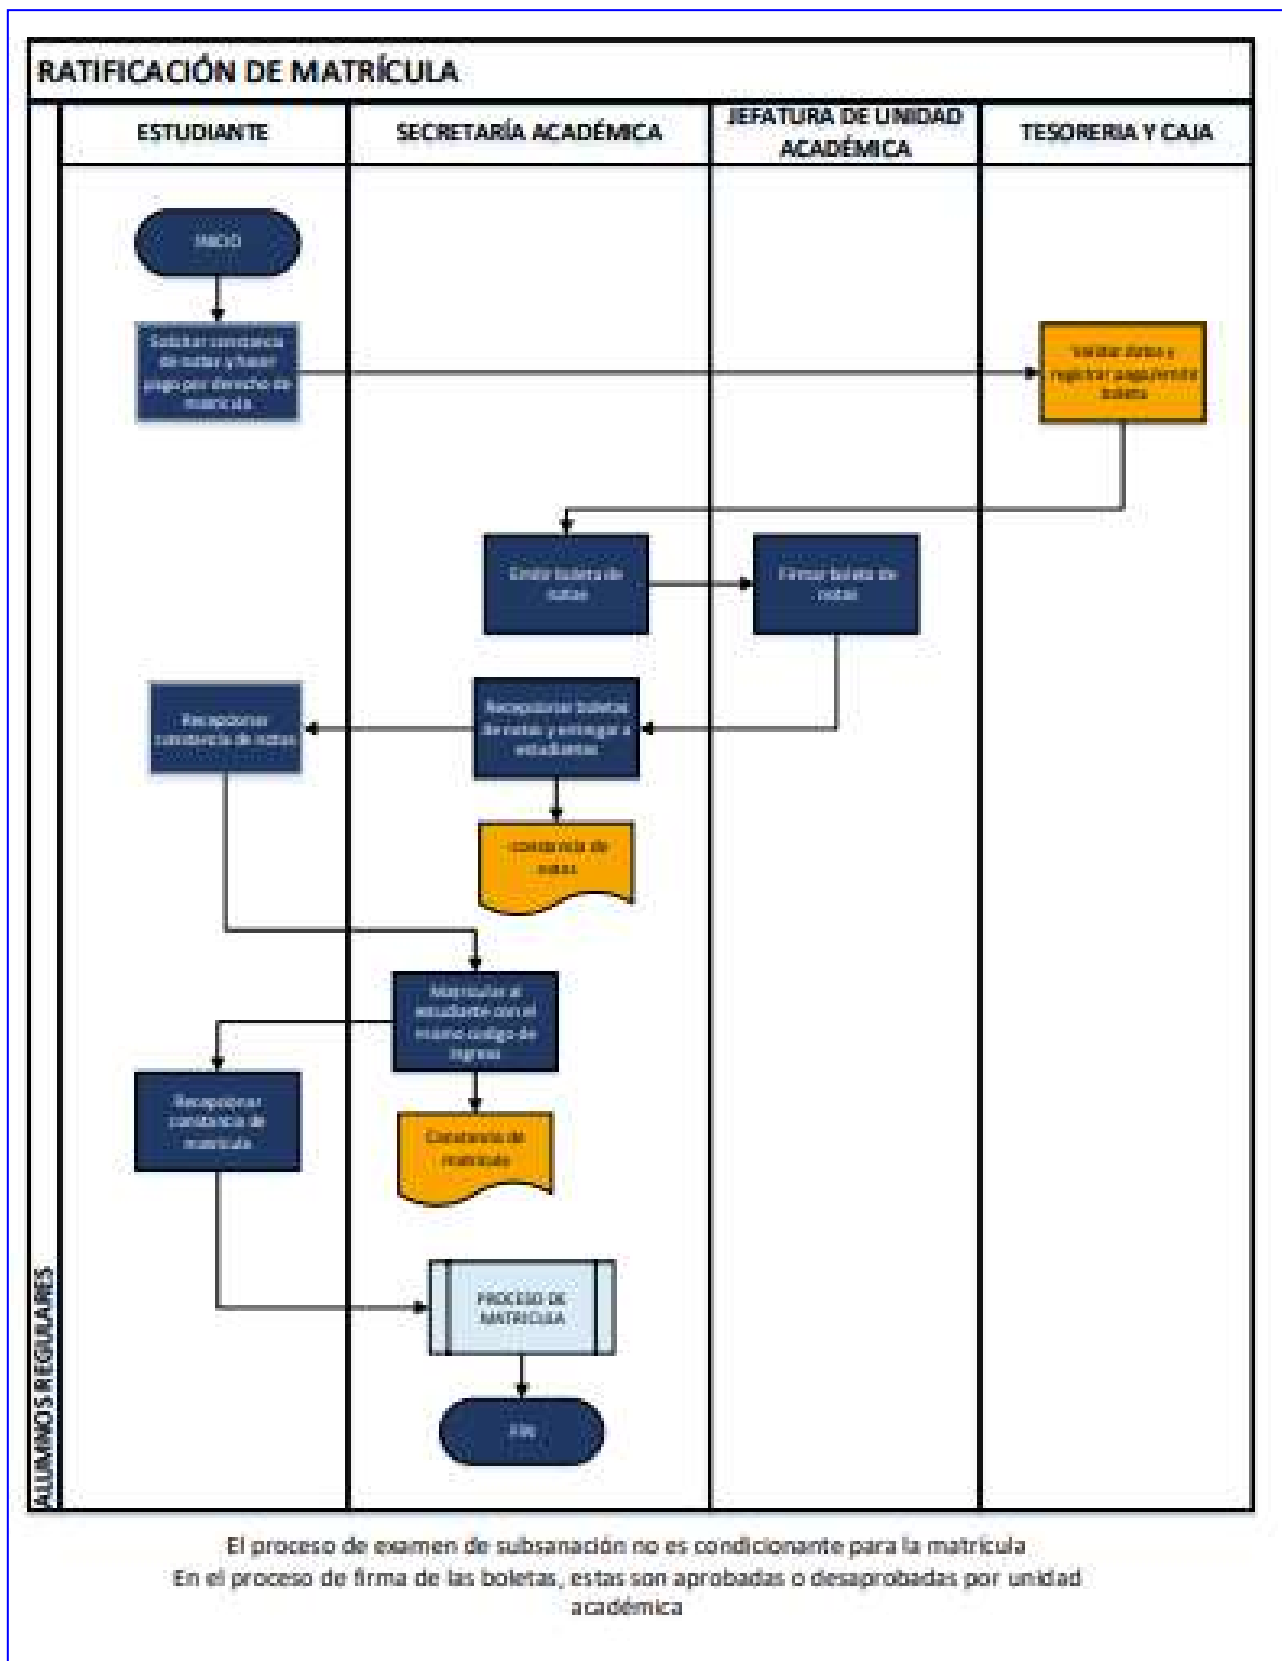 RATIFICACIÓN DE MATRÍCULA
ESTUDIANTE
SECRETARÍA ACADÉMICA
JEFATURA DE UNIDAD
ACADÉMICA
TESORERIA Y CAJA
INICIO
Solicitar constancia
de notas y hacer
pago por derecho de
matrícula
Validar datos y
registrar pago
boleta
Emitir boleta de
notas
Firmar boleta de
notas
Recepcionar
constancia de notas
Recepcionar boletas
de notas y entregar a
estudiantes
constancia de
notas
Matricular al
estudiante con el
mismo codigo de
ingreso
Recepcionar
constancia de
matrícula
Constancia de
matrícula
PROCESO DE
MATRICULA
FIN
ALUMNOS REGULARES
El proceso de examen de subsanación no es condicionante para la matrícula
En el proceso de firma de las boletas, estas son aprobadas o desaprobadas por unidad
académica